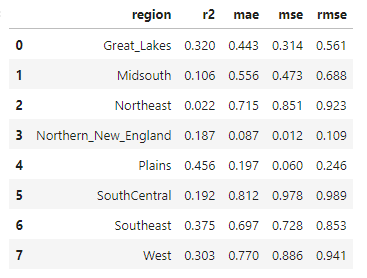 region r2 mae mse rmse
0 Great_Lakes 0.320 0.443 0.314 0.561
1 Midsouth 0.106 0.556 0.473 0.688
2 Northeast 0.022 0.715 0.851 0.923
3 Northern_New_England 0.187 0.087 0.012 0.109
4 Plains 0.456 0.197 0.060 0.246
5 SouthCentral 0.192 0.812 0.978 0.989
6 Southeast 0.375 0.697 0.728 0.853
7 West 0.303 0.770 0.886 0.941